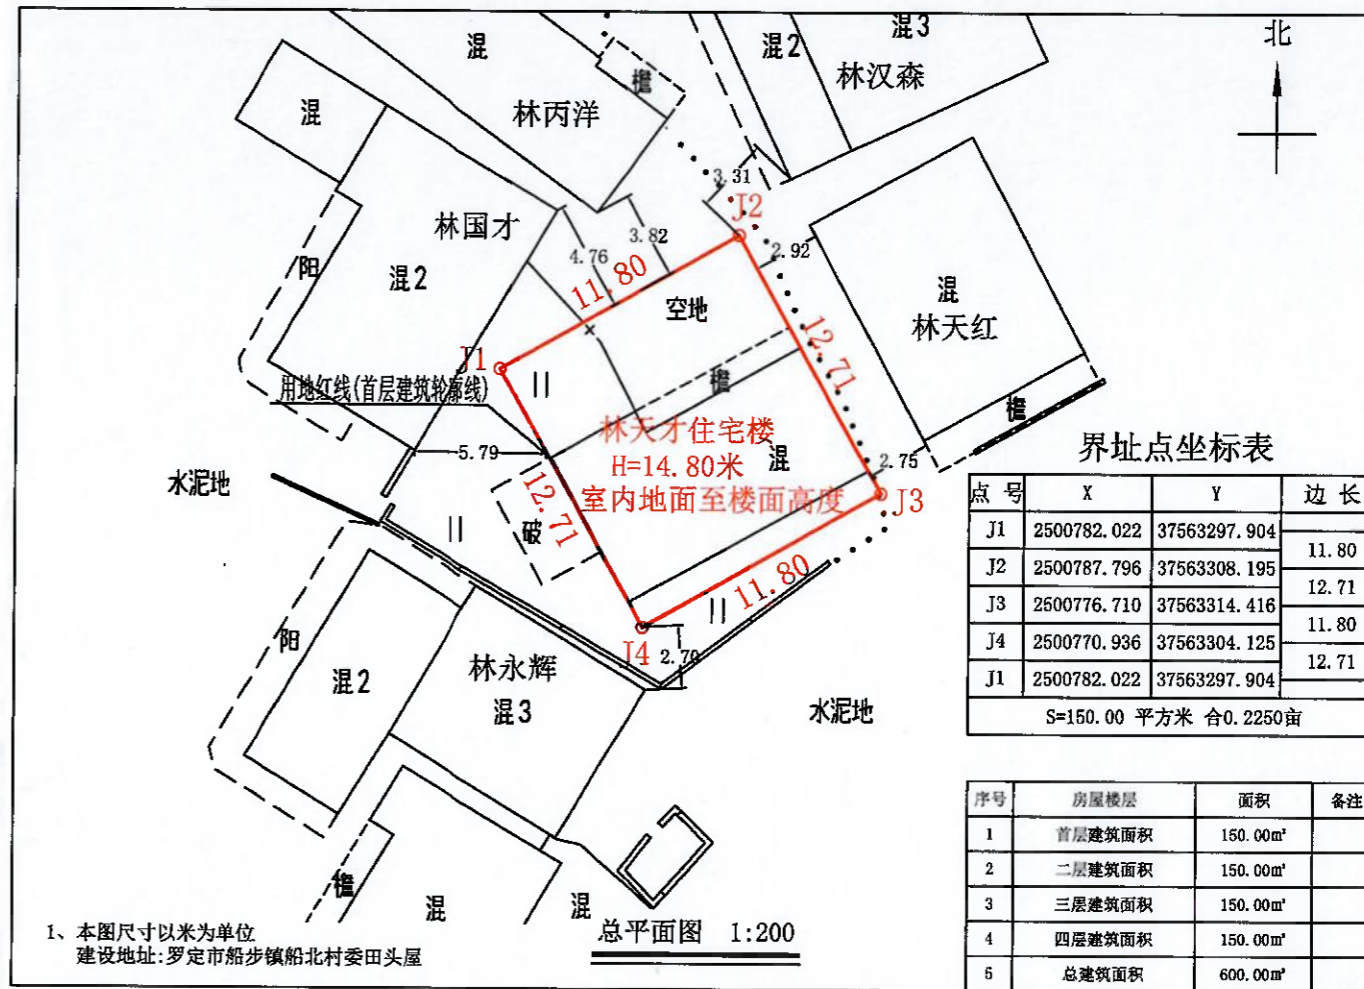 混
檐
林丙洋
混2
混3
林汉森
北
混
3.31
J2
林国才
3.82
4.76
2.92
11.80
阳
混2
空地
混
林天红
J1
12.71
用地红线(首层建筑轮廓线)
檐
檐
林天才住宅楼
H=14.80米
混
室内地面至楼面高度
5.79
2.75
J3
水泥地
12.71
破
11.80
J4
2.70
阳
混2
林永辉
混3
水泥地
檐
混
混
界址点坐标表
点 号 X Y 边 长
J1 2500782.022 37563297.904
11.80
J2 2500787.796 37563308.195
12.71
J3 2500776.710 37563314.416
11.80
J4 2500770.936 37563304.125
12.71
J1 2500782.022 37563297.904
S=150.00 平方米 合0.2250亩
序号 房屋楼层 面积 备注
1 首层建筑面积 150.00m²
2 二层建筑面积 150.00m²
3 三层建筑面积 150.00m²
4 四层建筑面积 150.00m²
5 总建筑面积 600.00m²
1、本图尺寸以米为单位
建设地址:罗定市船步镇船北村委田头屋
总平面图 1:200